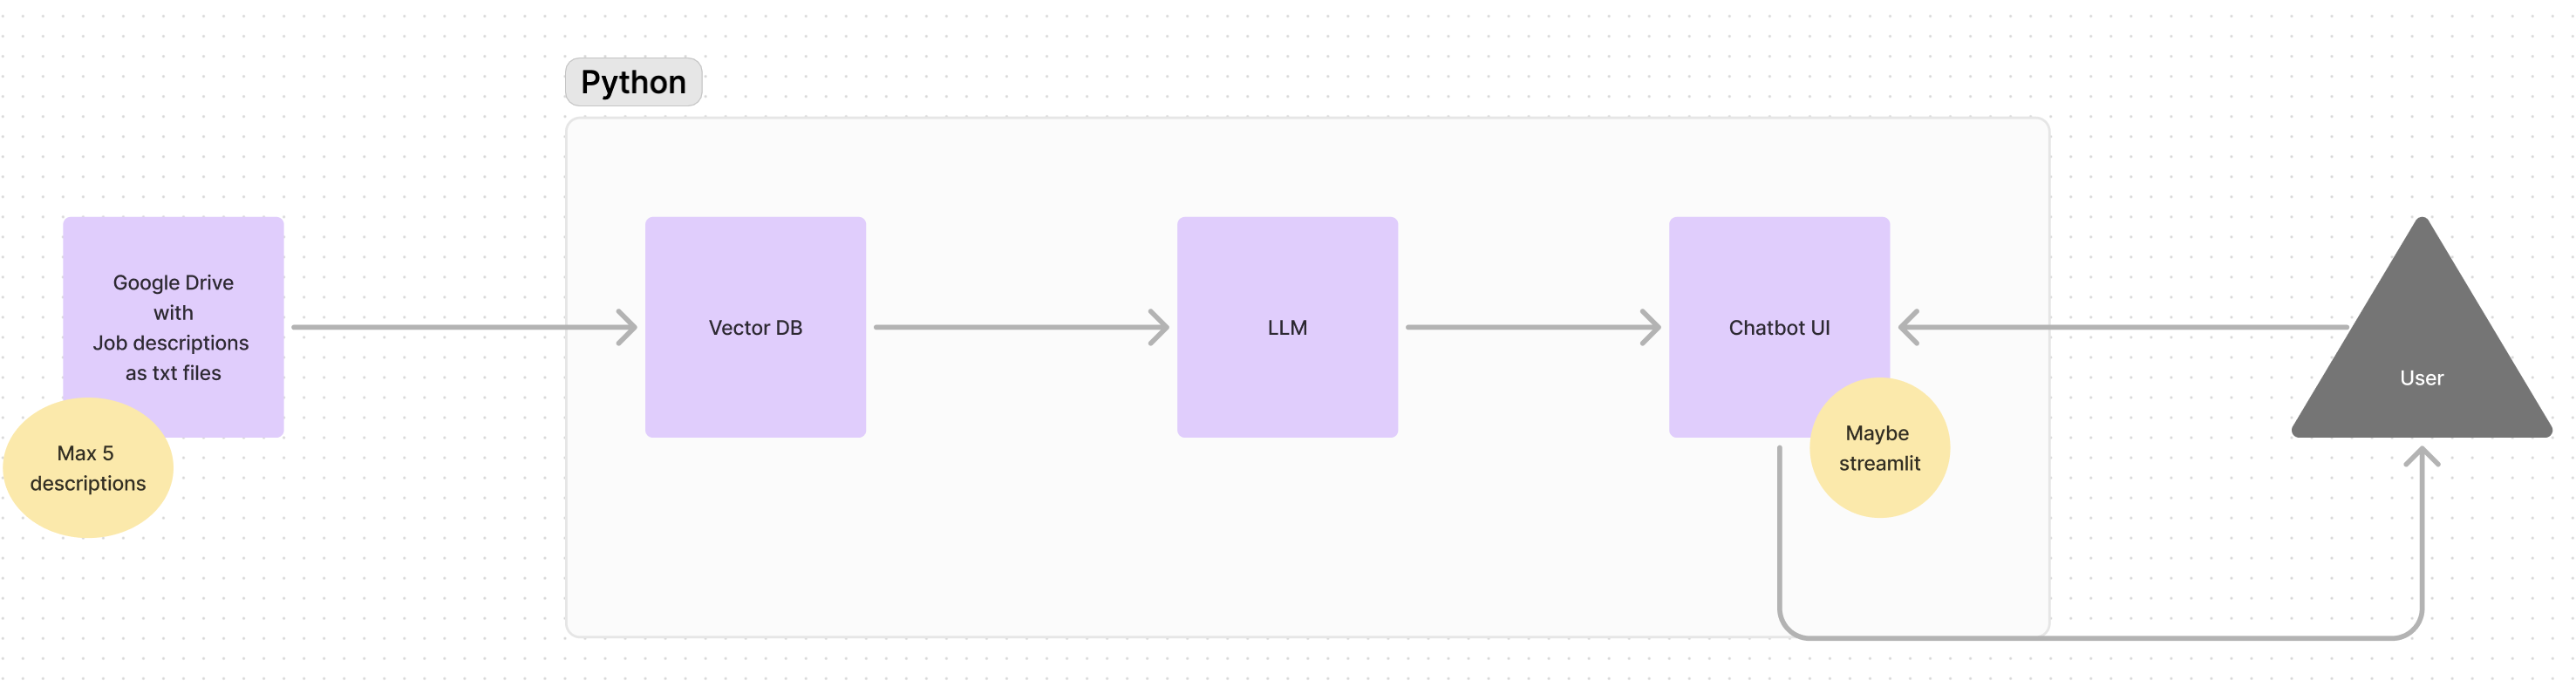 Python
Google Drive
with
Job descriptions
as txt files
Max 5
descriptions
Vector DB
LLM
Chatbot UI
Maybe
streamlit
User